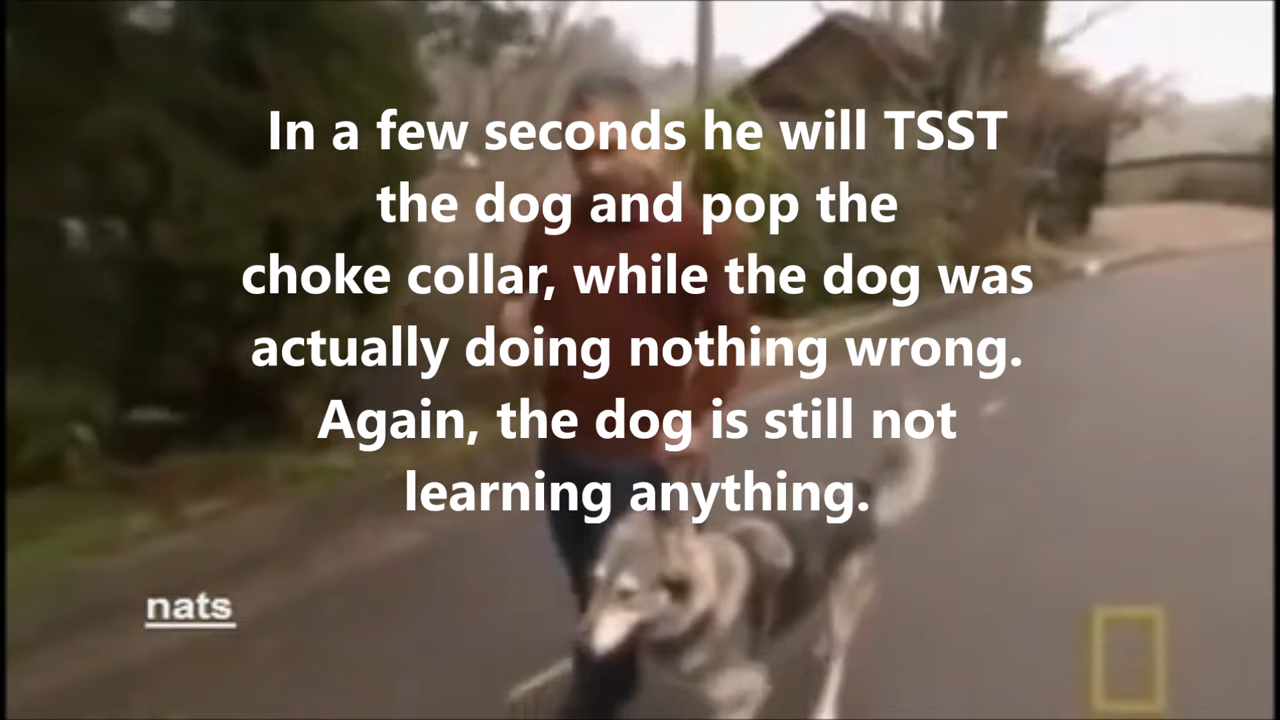 In a few seconds he will TSST
the dog and pop the
choke collar, while the dog was
actually doing nothing wrong.
Again, the dog is still not
learning anything.
nats